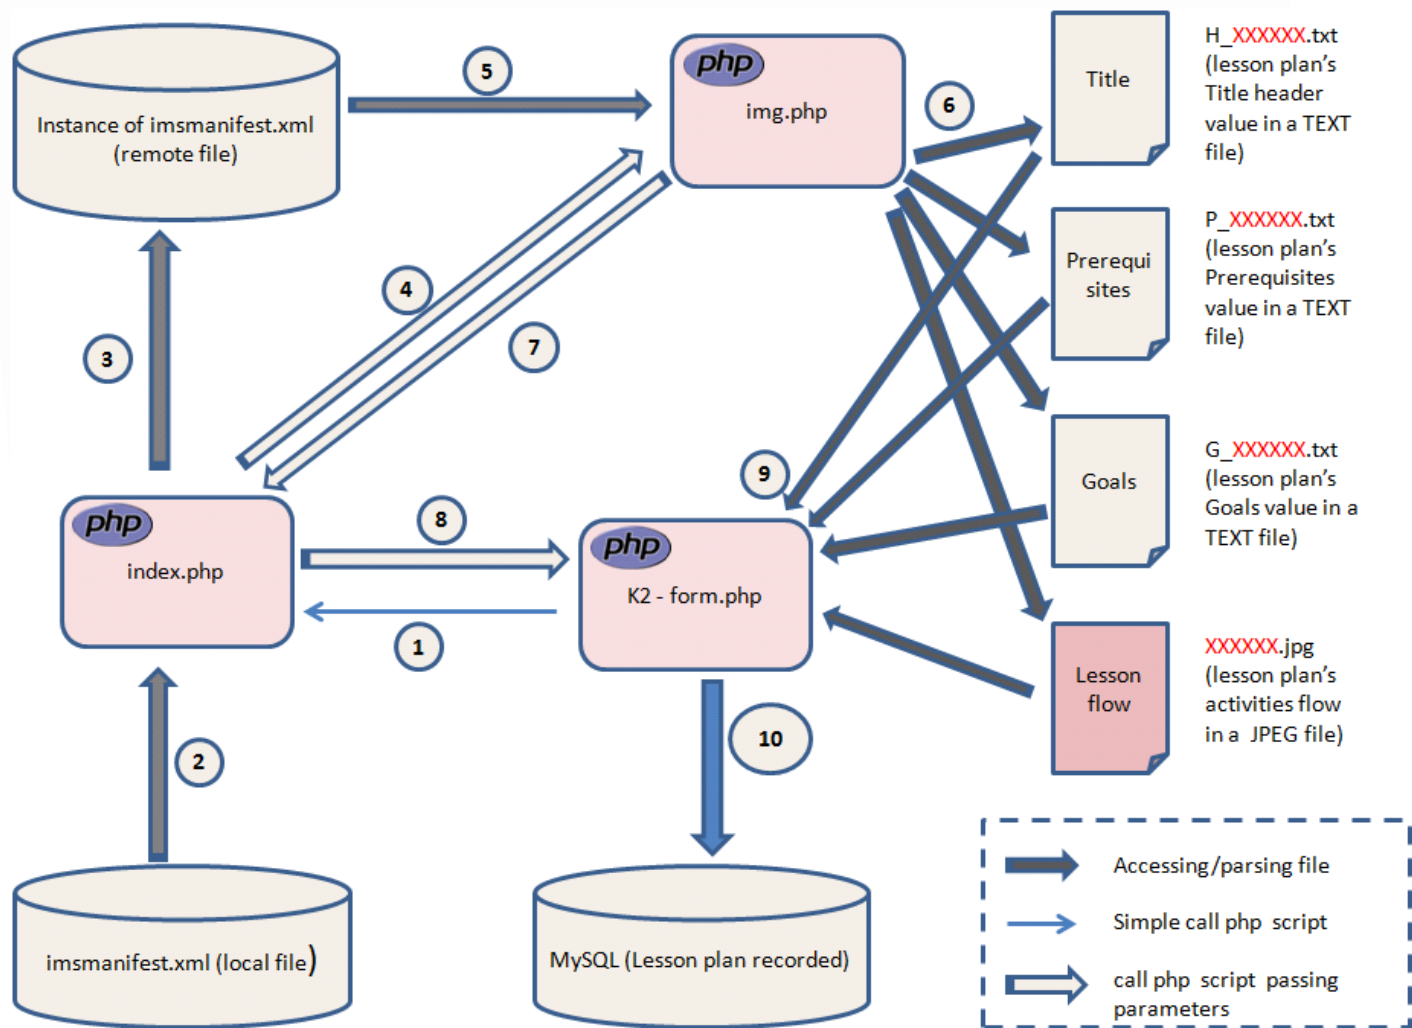 Instance of imsmanifest.xml
(remote file)
5
php
img.php
6
Title
H_XXXXXX.txt
(lesson plan's
Title header
value in a TEXT
file)
Prerequi
sites
P_XXXXXX.txt
(lesson plan's
Prerequisites
value in a TEXT
file)
4
7
3
9
Goals
G_XXXXXX.txt
(lesson plan's
Goals value in a
TEXT file)
php
index.php
8
1
php
K2 - form.php
Lesson
flow
XXXXXX.jpg
(lesson plan's
activities flow
in a JPEG file)
2
10
imsmanifest.xml (local file)
MySQL (Lesson plan recorded)
Accessing/parsing file
Simple call php script
call php script passing
parameters